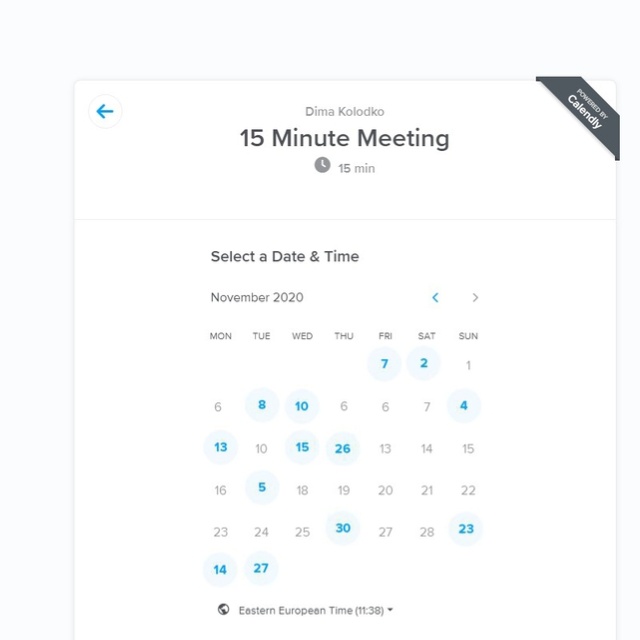 POWERED BY
Calendly
Dima Kolodko
15 Minute Meeting
15 min
Select a Date & Time
November 2020
MON TUE WED THU FRI SAT SUN
7 2 1
6 8 10 6 6 7 4
13 10 15 26 13 14 15
16 5 18 19 20 21 22
23 24 25 30 27 28 23
14 27
Eastern European Time (11:38)